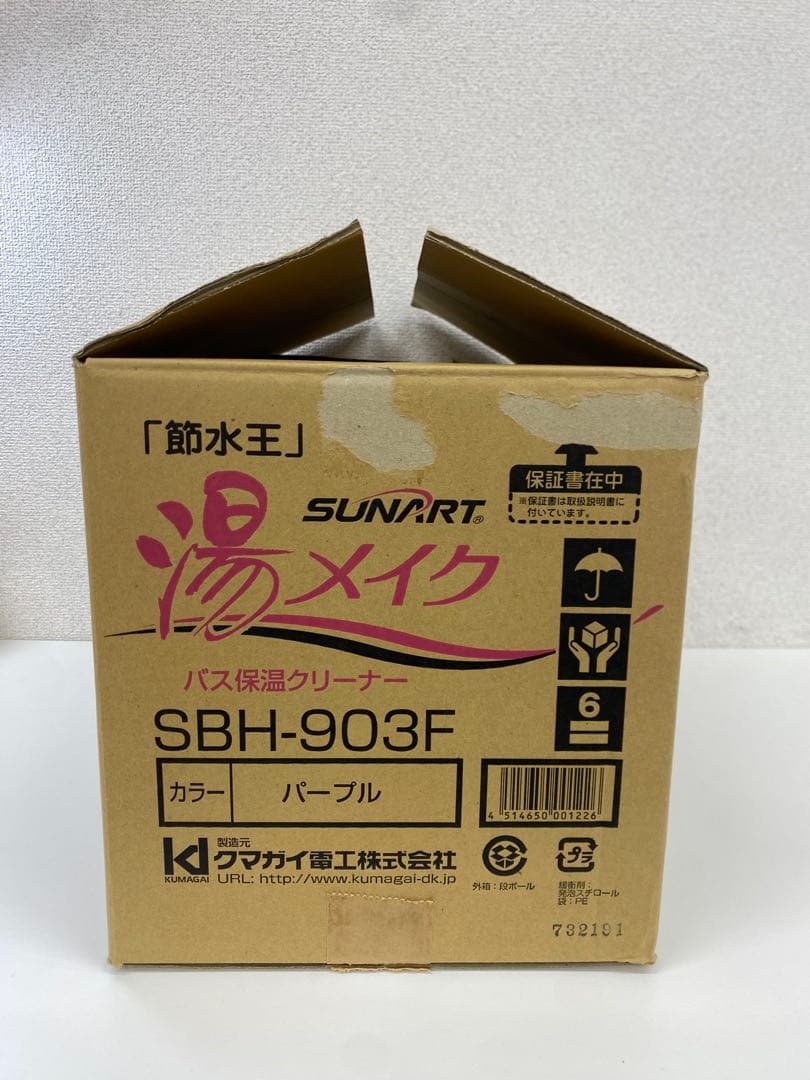 「節水王」
保証書在中
※保証書は取扱説明書に
付いています。
SUNART®
湯メイク
バス保温クリーナー
6
SBH-903F
カラー パープル
4 514650 001226
製造元
KUMAGAI クマガイ電工株式会社
URL: http://www.kumagai-dk.jp
外箱：段ボール
プラ
緩衝剤：
発泡スチロール
袋：PE
732191